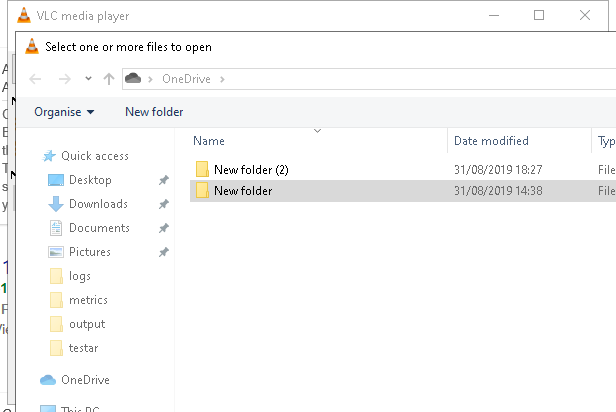 VLC media player
Select one or more files to open
OneDrive
Organise New folder
Name Date modified Typ
Quick access
New folder (2) 31/08/2019 18:27 File
Desktop
New folder 31/08/2019 14:38 File
Downloads
Documents
Pictures
logs
metrics
output
testar
OneDrive
This PC